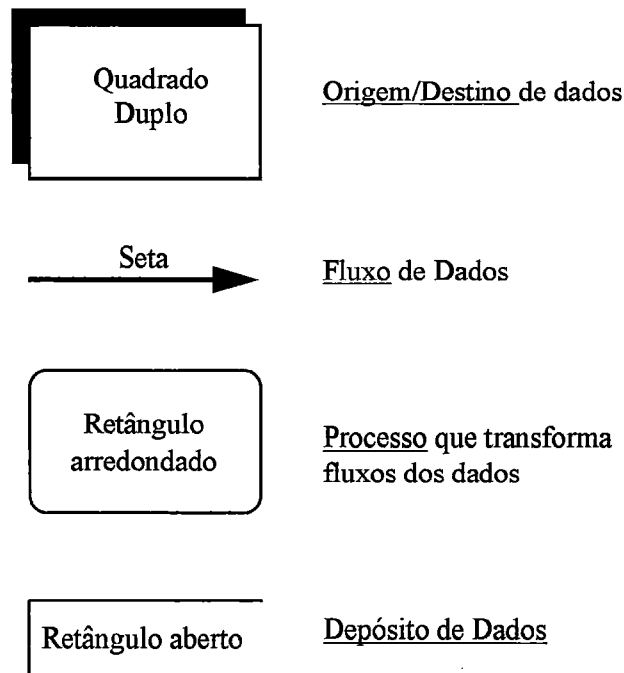 Quadrado
Duplo
Origem/Destino de dados
Seta
Fluxo de Dados
Retângulo
arredondado
Processo que transforma
fluxos dos dados
Retângulo aberto
Depósito de Dados